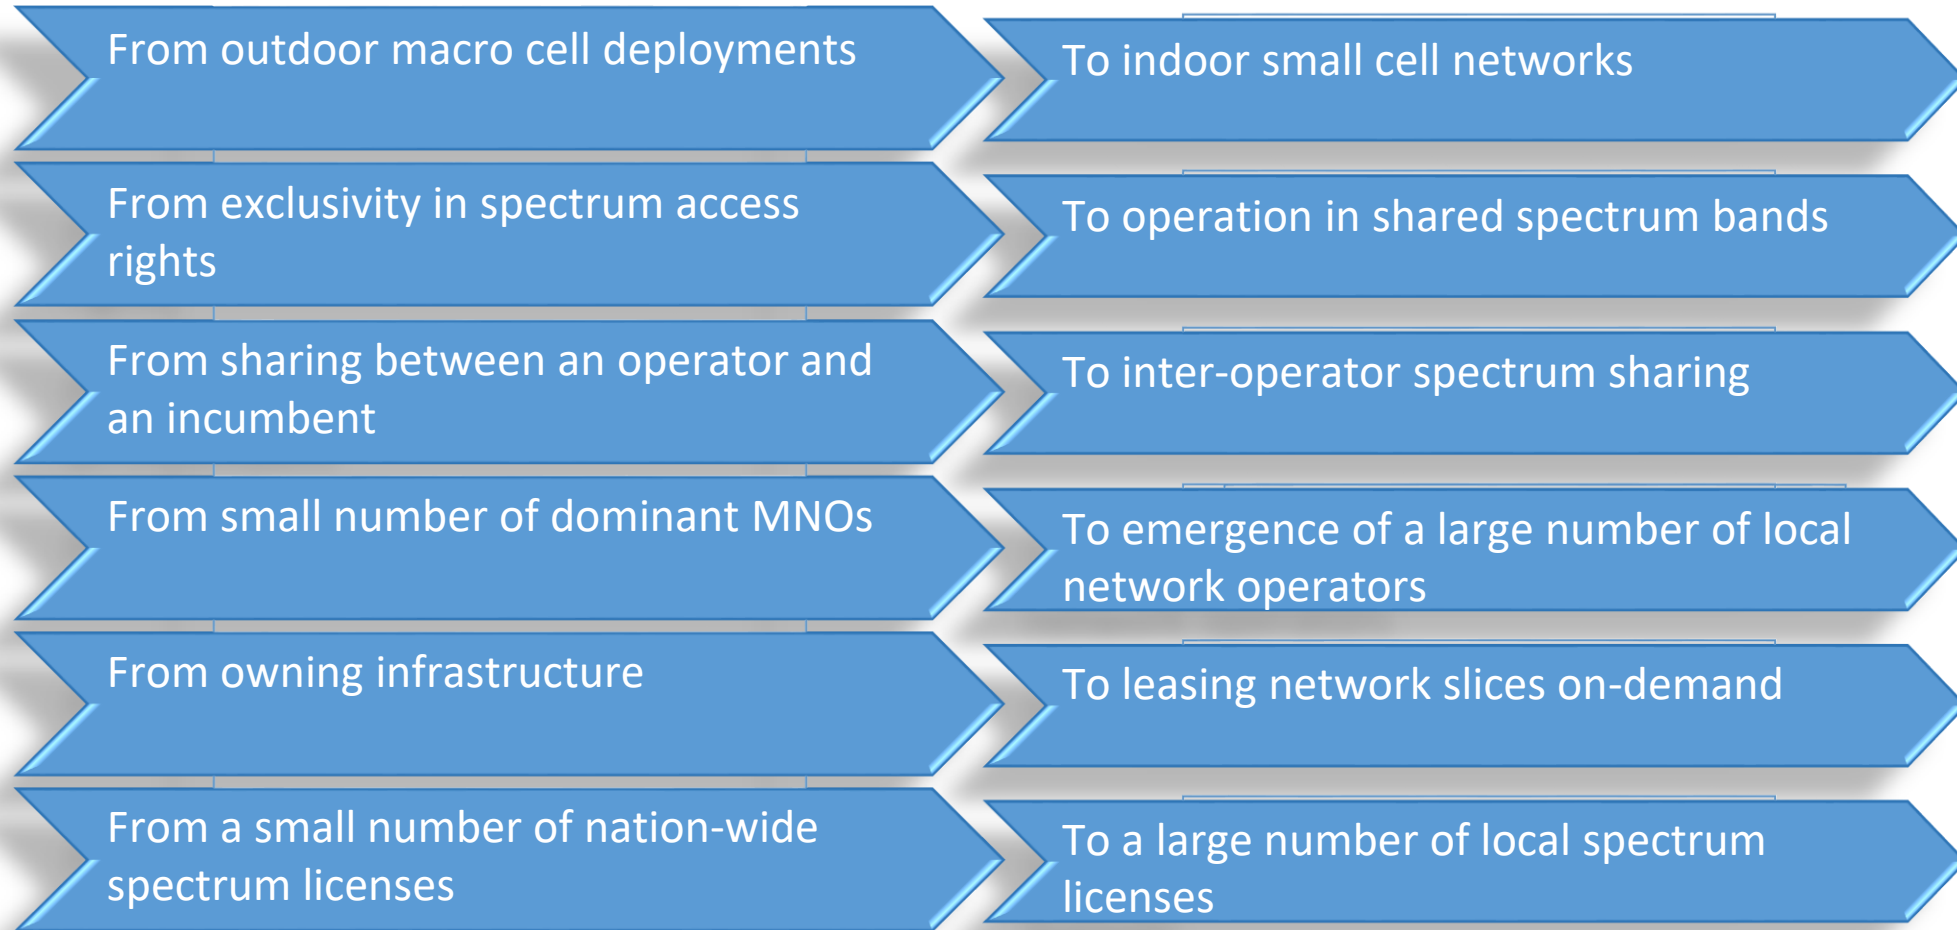 From outdoor macro cell deployments
To indoor small cell networks
From exclusivity in spectrum access
rights
To operation in shared spectrum bands
From sharing between an operator and
an incumbent
To inter-operator spectrum sharing
From small number of dominant MNOs
To emergence of a large number of local
network operators
From owning infrastructure
To leasing network slices on-demand
From a small number of nation-wide
spectrum licenses
To a large number of local spectrum
licenses